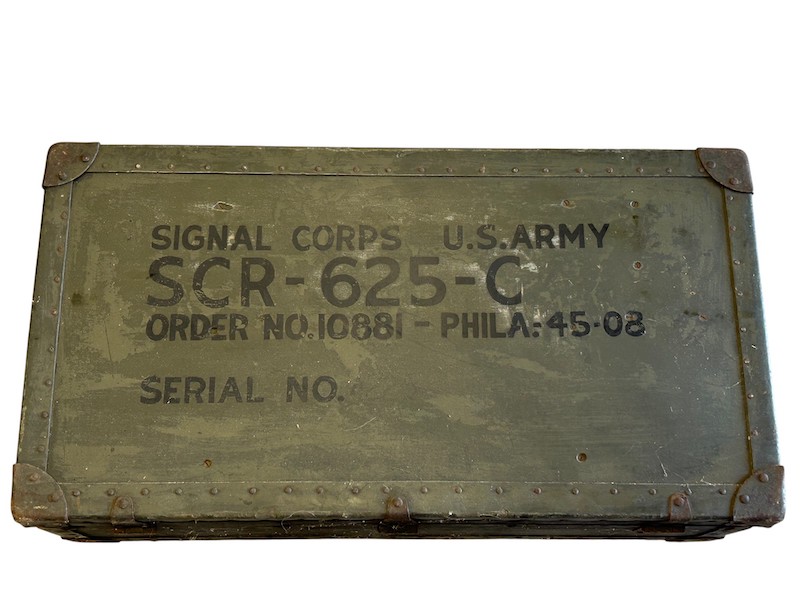 SIGNAL CORPS U.S.ARMY
SCR-625-C
ORDER NO.10881-PHILA:45-08
SERIAL NO.